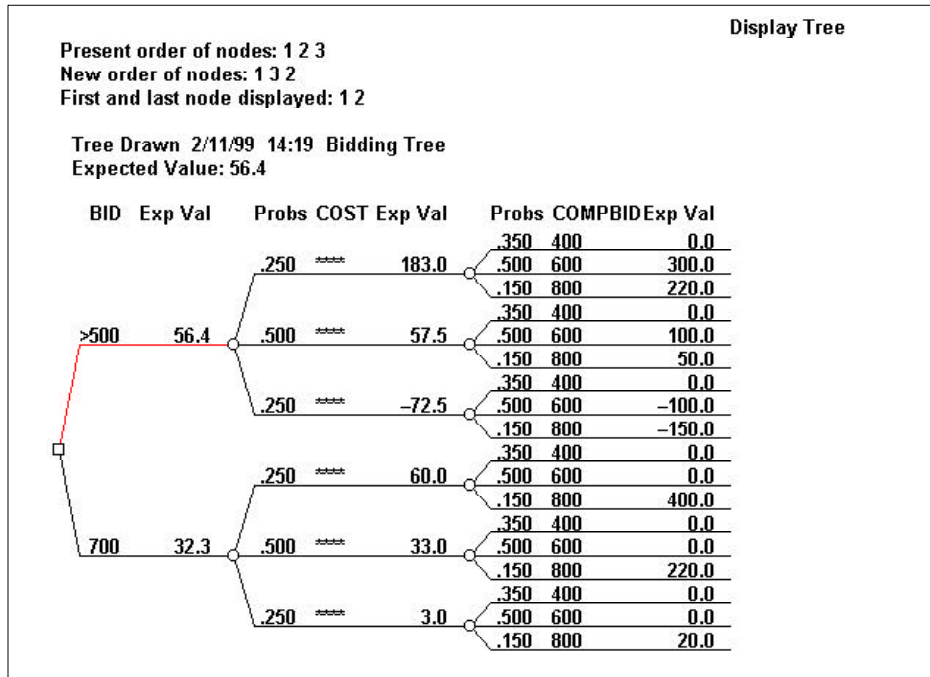 Display Tree
Present order of nodes: 1 2 3
New order of nodes: 1 3 2
First and last node displayed: 1 2
Tree Drawn 2/11/99 14:19 Bidding Tree
Expected Value: 56.4
BID Exp Val Probs COST Exp Val Probs COMPBID Exp Val
.350 400 0.0
.250 **** 183.0 .500 600 300.0
.150 800 220.0
.350 400 0.0
>500 56.4 .500 **** 57.5 .500 600 100.0
.150 800 50.0
.350 400 0.0
.250 **** –72.5 .500 600 –100.0
.150 800 –150.0
.350 400 0.0
.250 **** 60.0 .500 600 0.0
.150 800 400.0
.350 400 0.0
700 32.3 .500 **** 33.0 .500 600 0.0
.150 800 220.0
.350 400 0.0
.250 **** 3.0 .500 600 0.0
.150 800 20.0